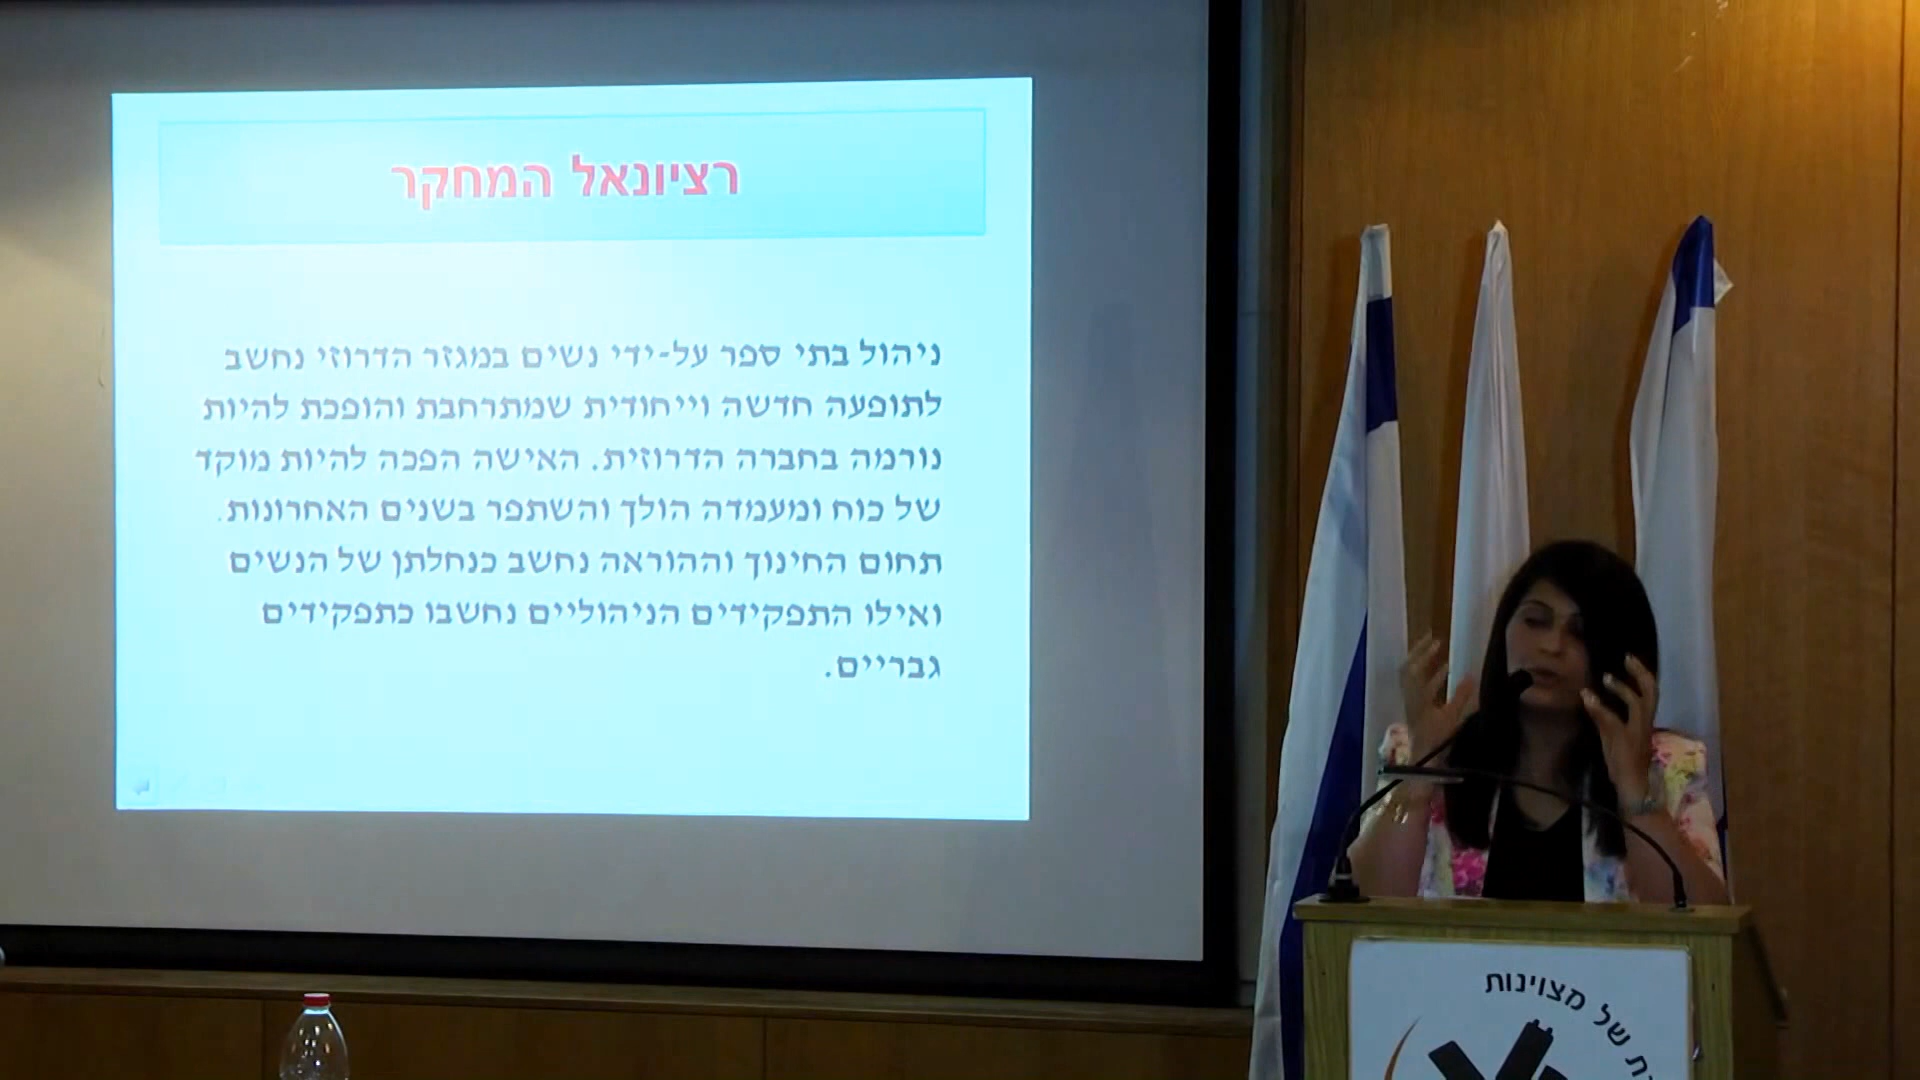 רציונאל המחקר
ניהול בתי ספר על-ידי נשים במגזר הדרוזי נחשב
לתופעה חדשה וייחודית שמתרחבת והופכת להיות
נורמה בחברה הדרוזית. האישה הפכה להיות מוקד
של כוח ומעמדה הולך והשתפר בשנים האחרונות.
תחום החינוך וההוראה נחשב כנחלתן של הנשים
ואילו התפקידים הניהוליים נחשבו כתפקידים
גבריים.
של מצוינות